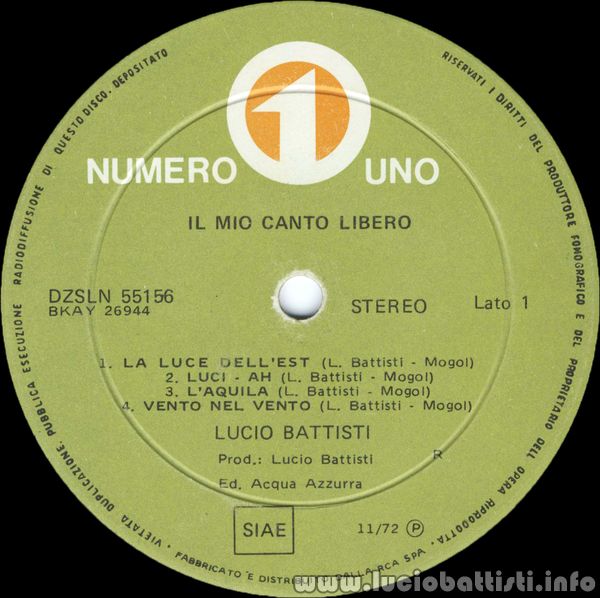 1
NUMERO UNO
IL MIO CANTO LIBERO
DZSLN 55156
BKAY 26944
STEREO
Lato 1
1. LA LUCE DELL'EST (L. Battisti - Mogol)
2. LUCI - AH (L. Battisti - Mogol)
3. L'AQUILA (L. Battisti - Mogol)
4. VENTO NEL VENTO (L. Battisti - Mogol)
LUCIO BATTISTI
Prod.: Lucio Battisti
R
Ed. Acqua Azzurra
SIAE
11/72 Ⓟ
RISERVATI I DIRITTI DEL PRODUTTORE FONOGRAFICO E DEL PROPRIETARIO DELL'OPERA RIPRODOTTA
VIETATA DUPLICAZIONE, PUBBLICA ESECUZIONE RADIODIFFUSIONE DI QUESTO DISCO. DEPOSITATO
FABBRICATO E DISTRIBUITO DALLA RCA SPA
www.luciobattisti.info